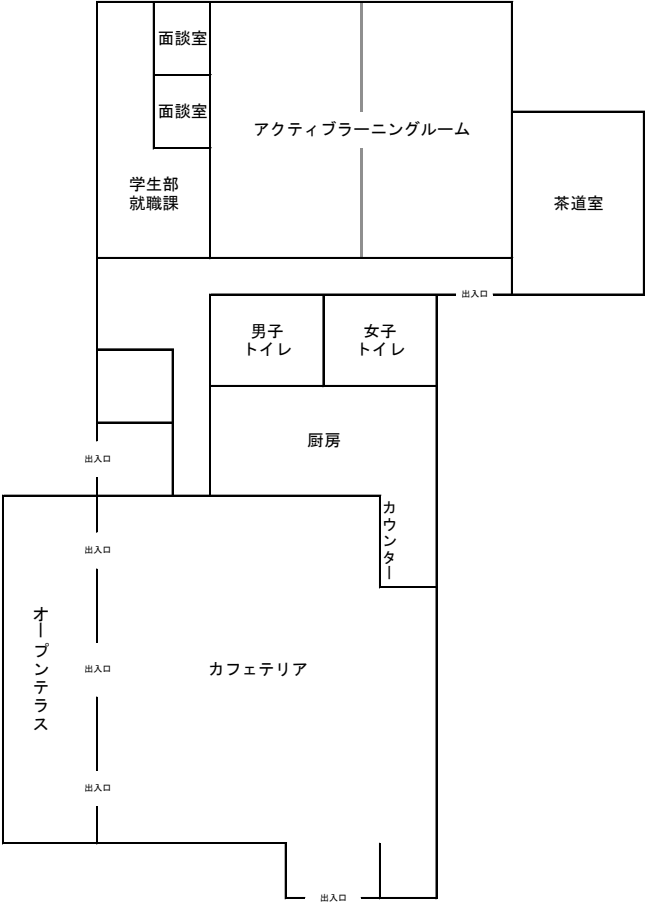 面談室
面談室
アクティブラーニングルーム
学生部
就職課
茶道室
出入口
男子
トイレ
女子
トイレ
厨房
出入口
カウンター
出入口
オープンテラス
出入口
カフェテリア
出入口
出入口